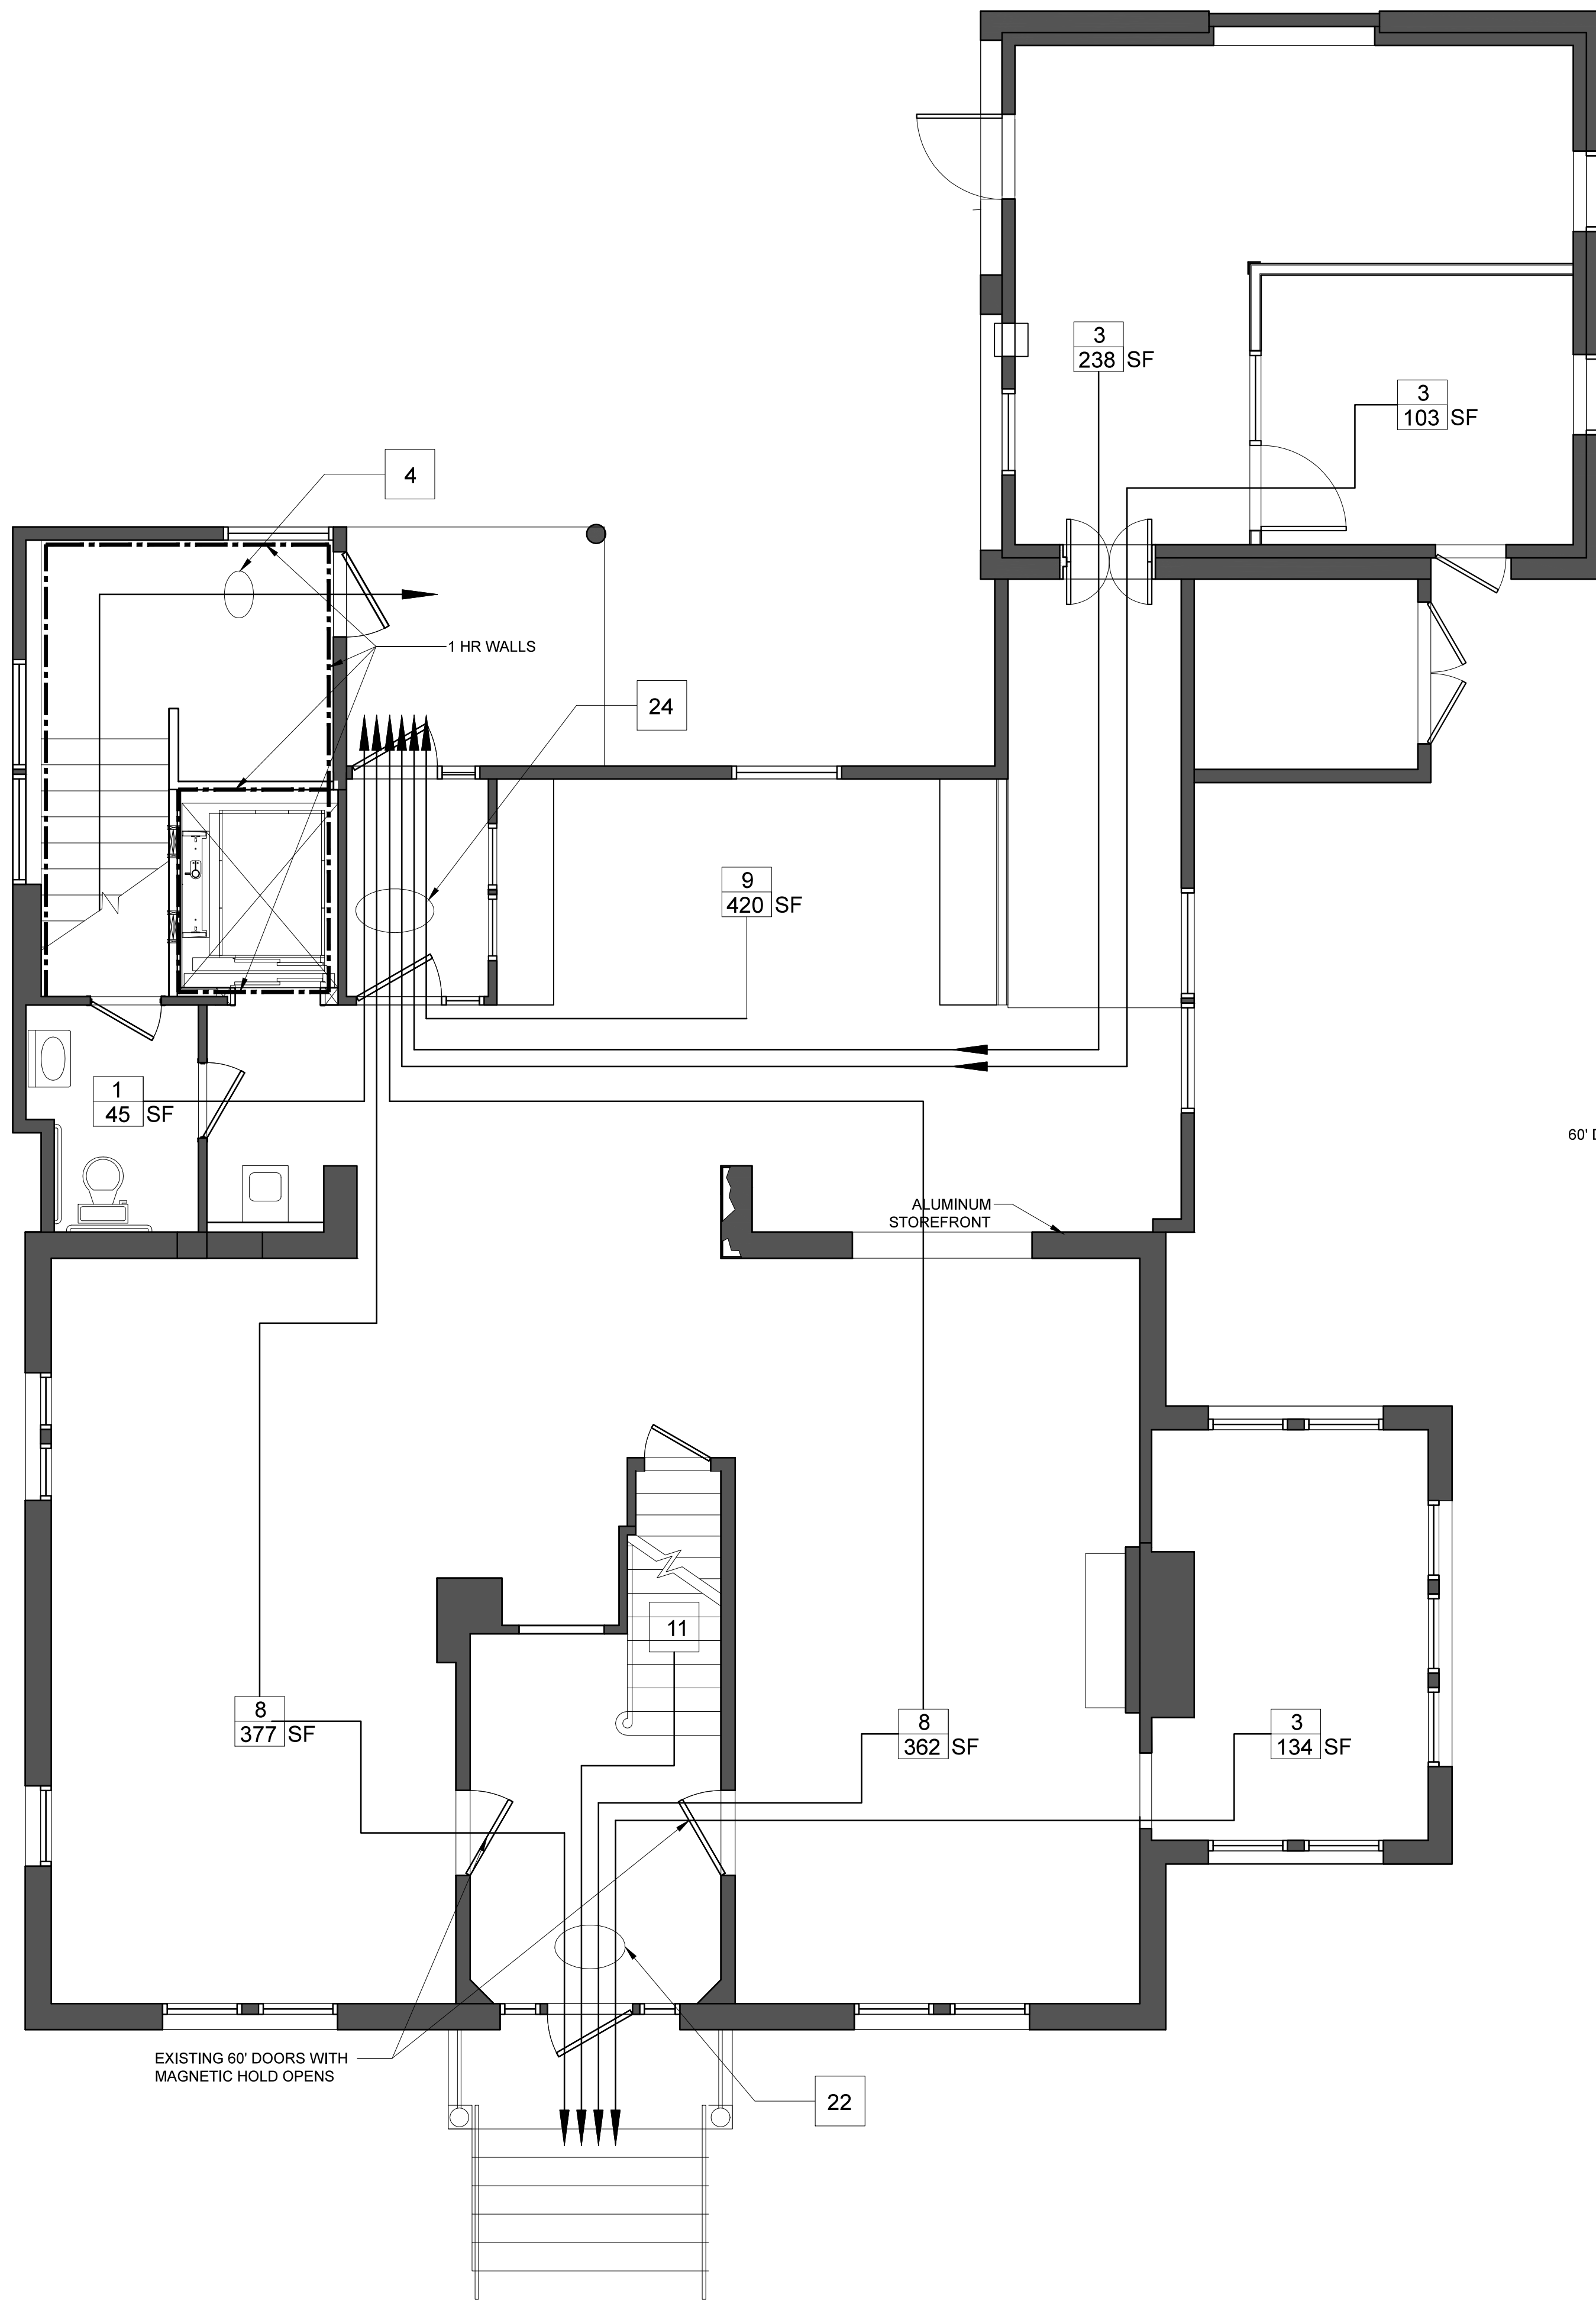 3
238 SF
3
103 SF
4
1 HR WALLS
24
9
420 SF
1
45 SF
60' D
ALUMINUM
STOREFRONT
11
8
377 SF
8
362 SF
3
134 SF
EXISTING 60' DOORS WITH
MAGNETIC HOLD OPENS
22